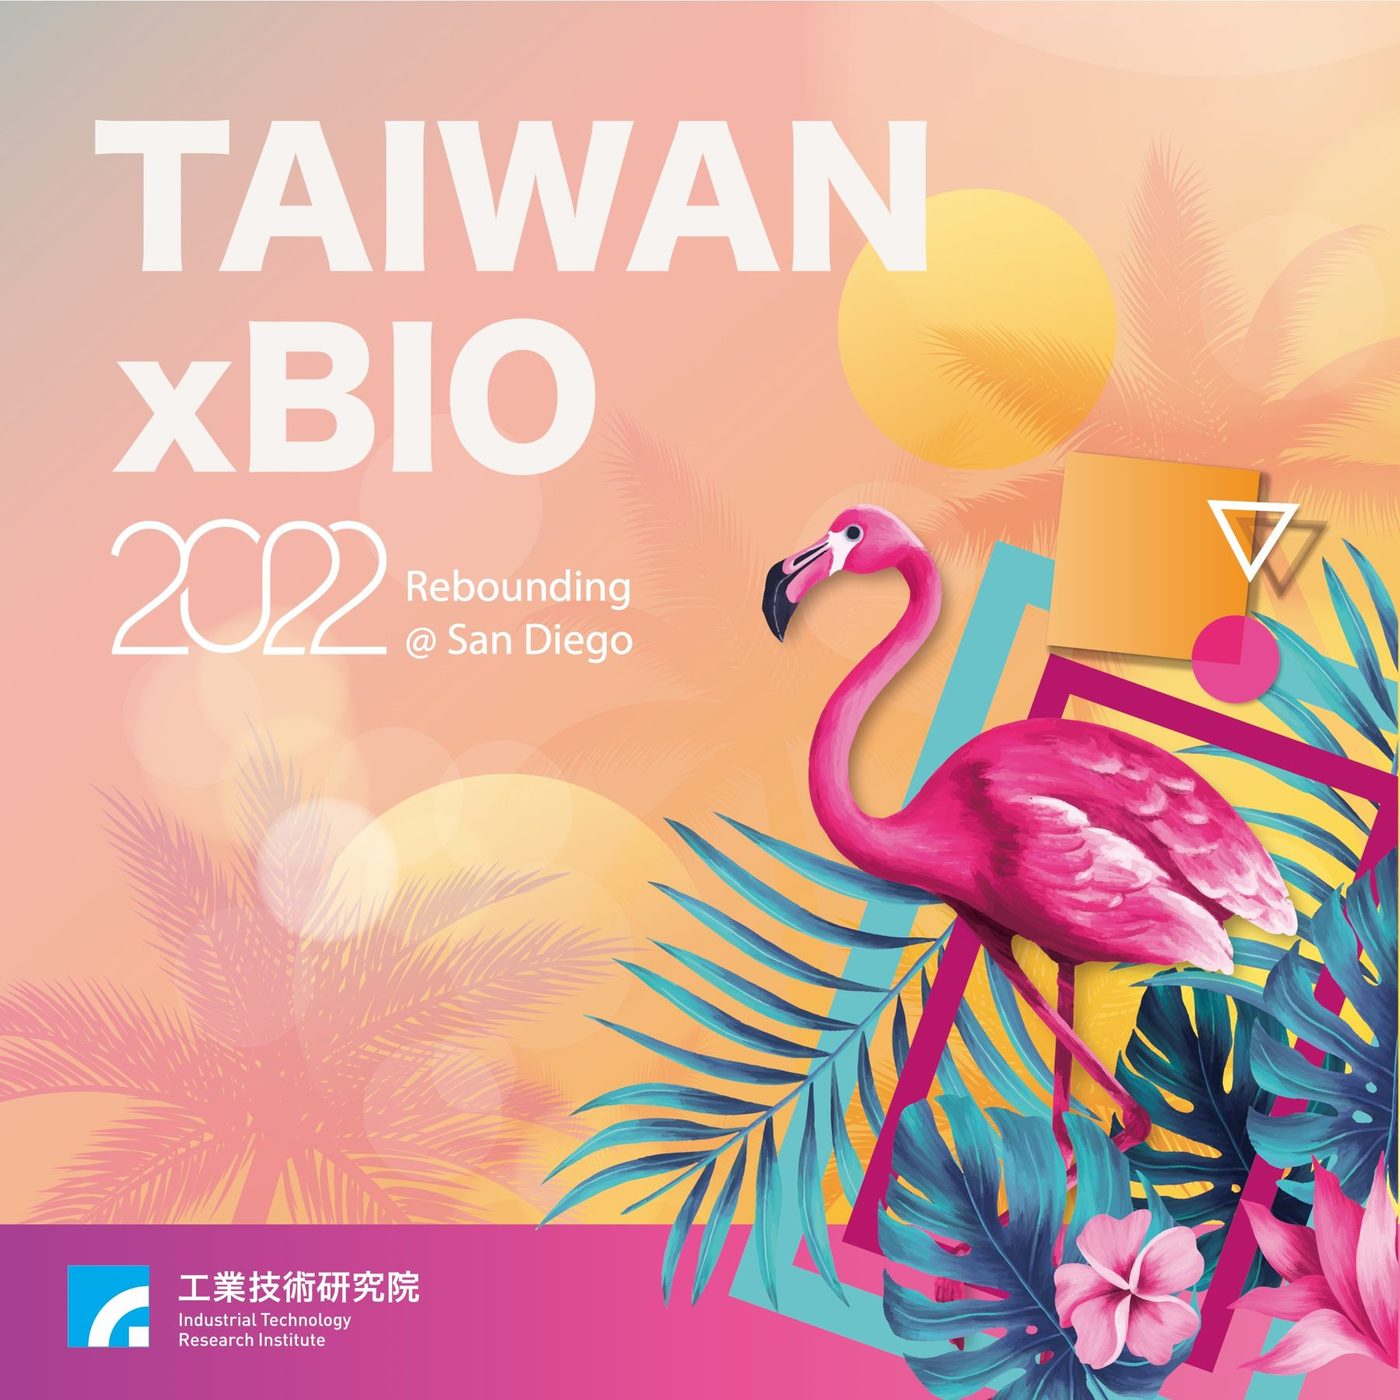 TAIWAN
xBIO
2022 Rebounding
@ San Diego
工業技術研究院
Industrial Technology
Research Institute